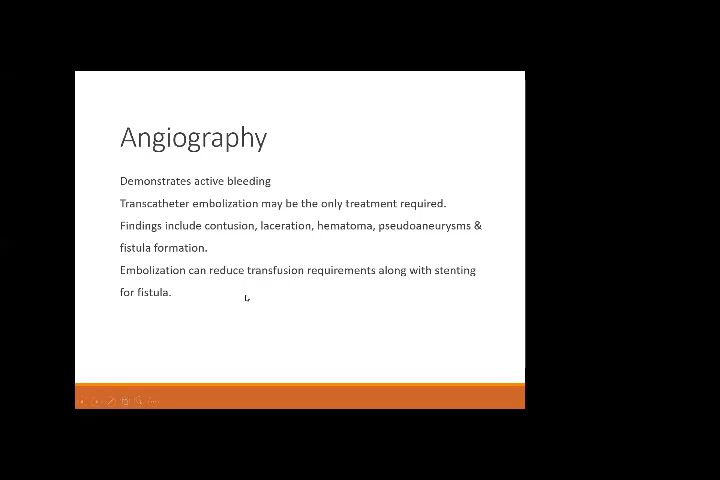 Angiography
Demonstrates active bleeding
Transcatheter embolization may be the only treatment required.
Findings include contusion, laceration, hematoma, pseudoaneurysms &
fistula formation.
Embolization can reduce transfusion requirements along with stenting
for fistula.